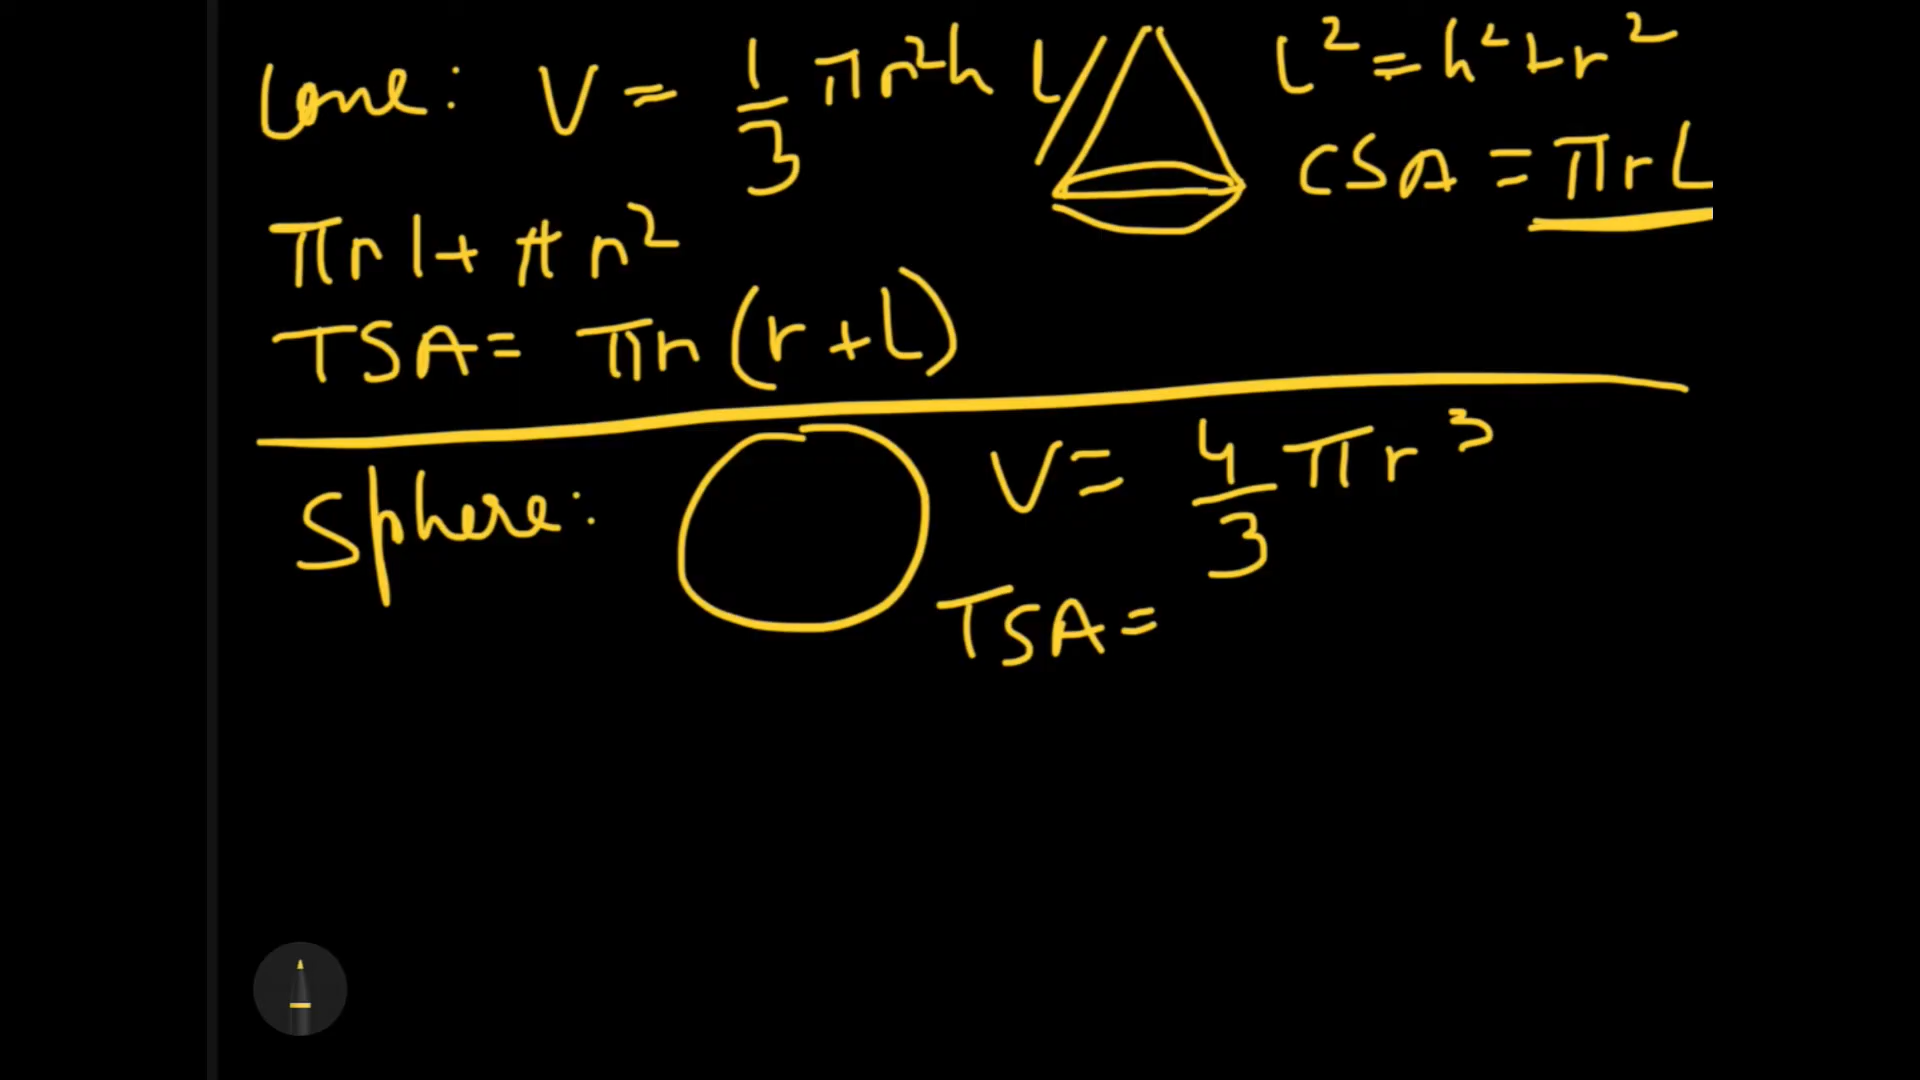 Cone: V = 1/3 πr²h l l² = h² + r²
CSA = πrl
πrl + πr²
TSA = πr(r+l)
Sphere: V = 4/3 πr³
TSA =